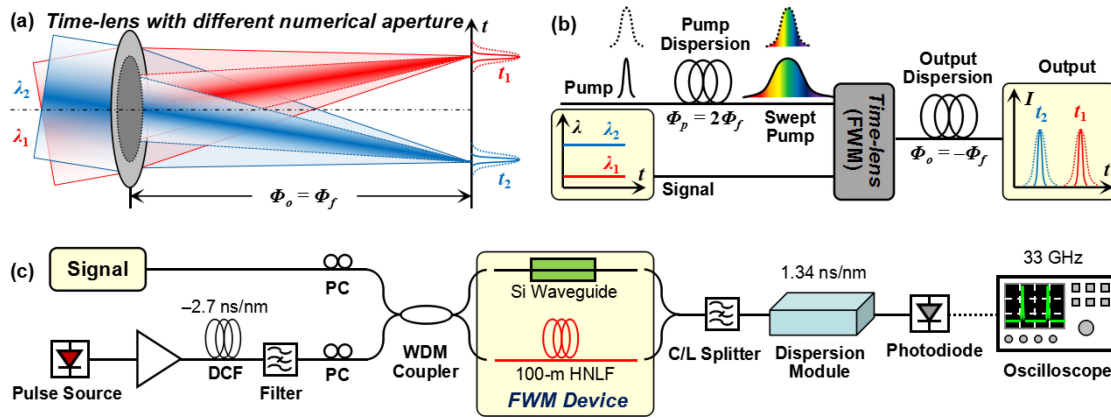 (a) Time-lens with different numerical aperture
t
λ₂
λ₁
t₁
t₂
Φₒ = Φ_f
(b)
Pump
Dispersion
Pump
Φₚ = 2Φ_f
Swept
Pump
λ
λ₂
λ₁
t
Signal
Time-lens
(FWM)
Output
Dispersion
Φₒ = −Φ_f
Output
I
t₂
t₁
t
(c)
Signal
PC
−2.7 ns/nm
Pulse Source
DCF
Filter
PC
WDM
Coupler
Si Waveguide
100-m HNLF
FWM Device
C/L Splitter
1.34 ns/nm
Dispersion
Module
Photodiode
33 GHz
Oscilloscope